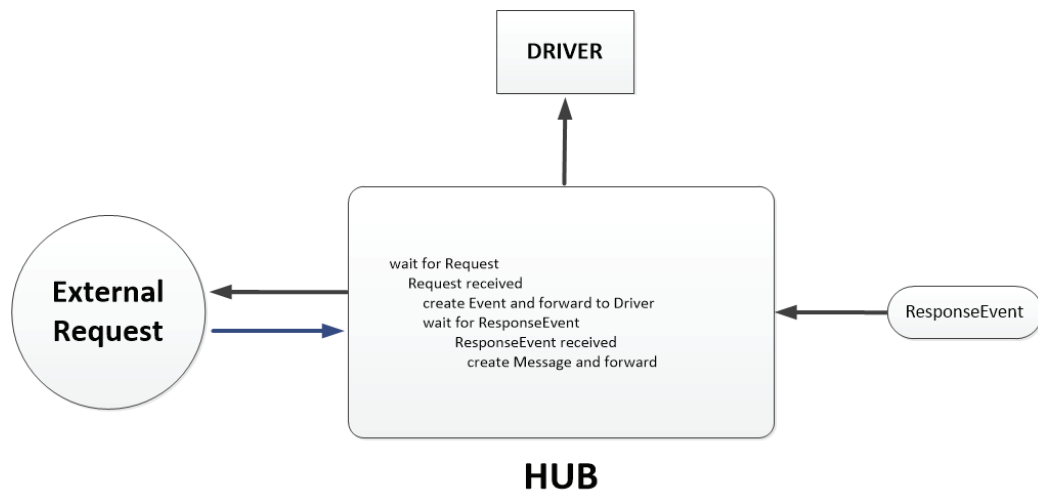 DRIVER
External
Request
wait for Request
Request received
create Event and forward to Driver
wait for ResponseEvent
ResponseEvent received
create Message and forward
ResponseEvent
HUB